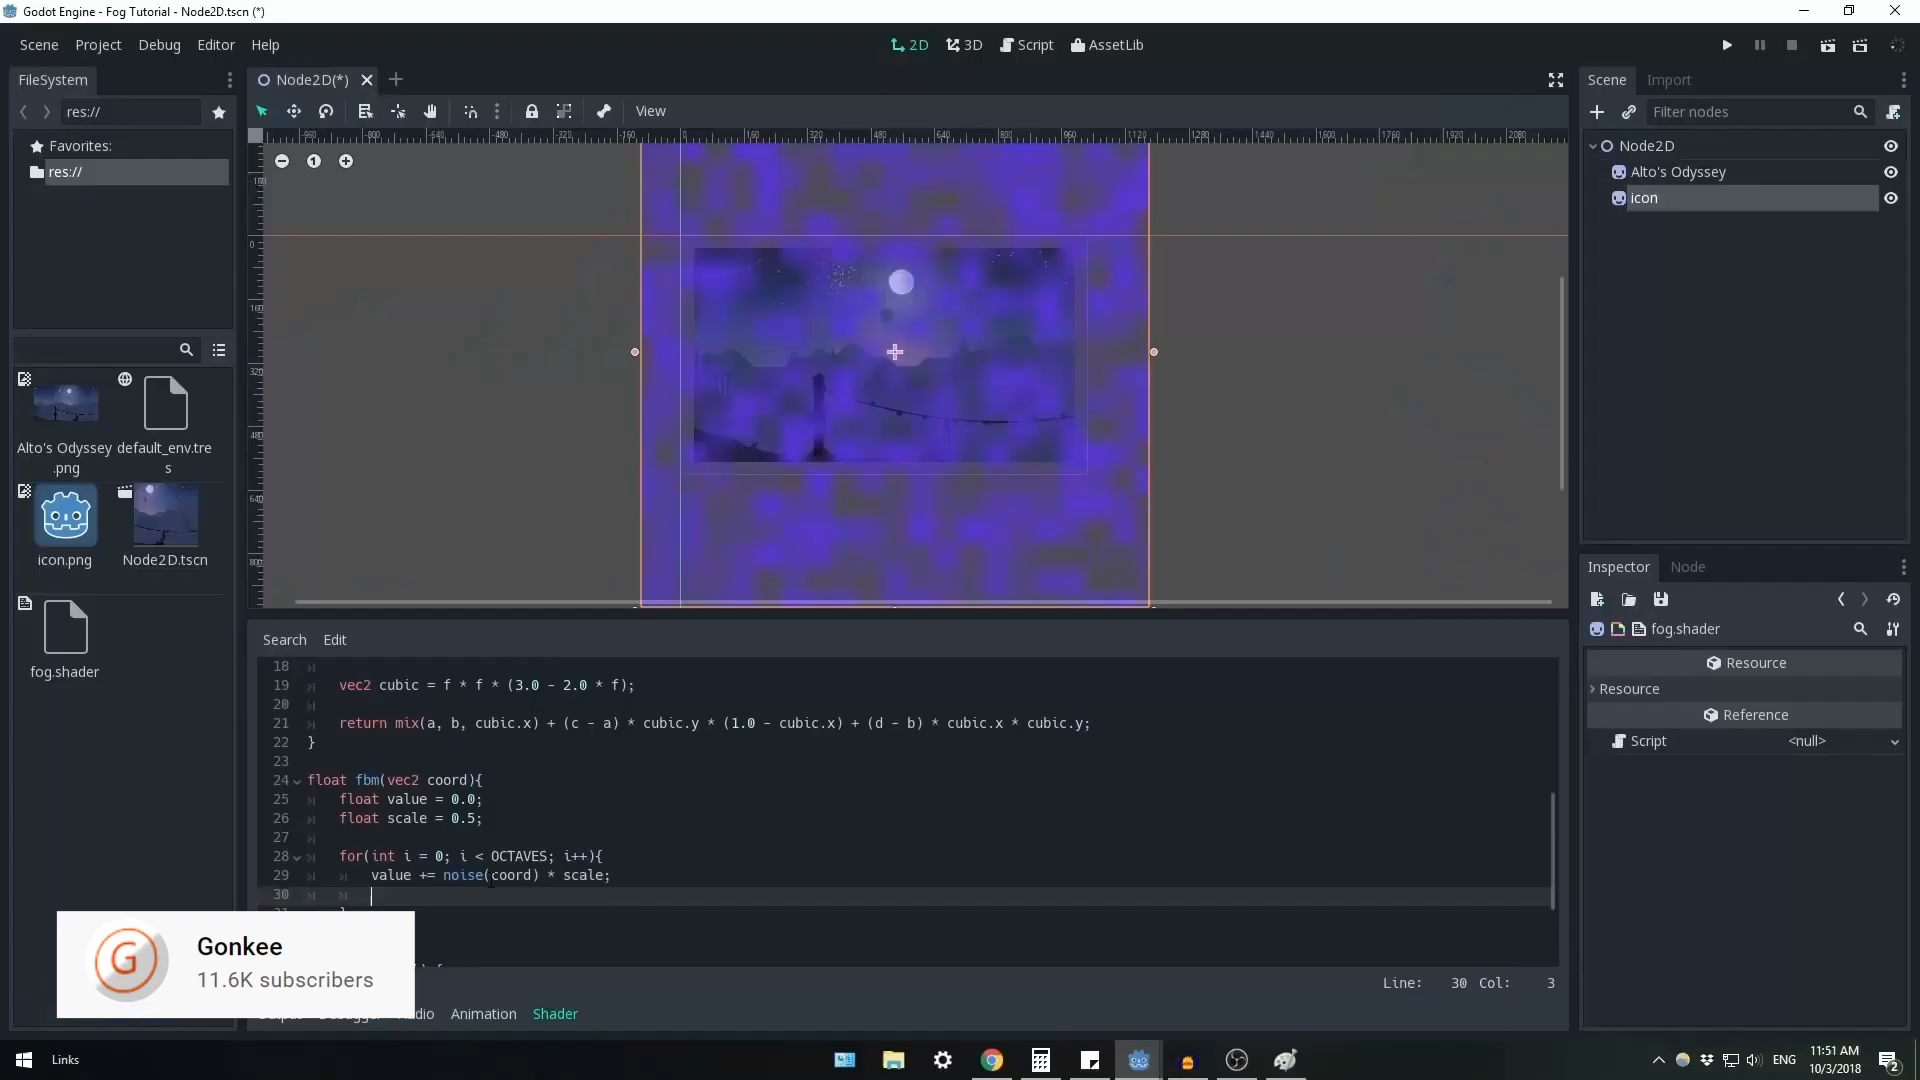 Godot Engine - Fog Tutorial - Node2D.tscn (*)
Scene Project Debug Editor Help
2D 3D Script AssetLib
FileSystem
Node2D(*)
Scene Import
res://
View
Filter nodes
Favorites:
res://
Node2D
Alto's Odyssey
icon
Alto's Odyssey
.png
default_env.tre
s
icon.png
Node2D.tscn
fog.shader
Search Edit
18
19 vec2 cubic = f * f * (3.0 - 2.0 * f);
20
21 return mix(a, b, cubic.x) + (c - a) * cubic.y * (1.0 - cubic.x) + (d - b) * cubic.x * cubic.y;
22 }
23
24 float fbm(vec2 coord){
25 float value = 0.0;
26 float scale = 0.5;
27
28 for(int i = 0; i < OCTAVES; i++){
29 value += noise(coord) * scale;
30
Line: 30 Col: 3
Animation Shader
Inspector Node
fog.shader
Resource
Resource
Reference
Script <null>
Gonkee
11.6K subscribers
Links
ENG
11:51 AM
10/3/2018
2